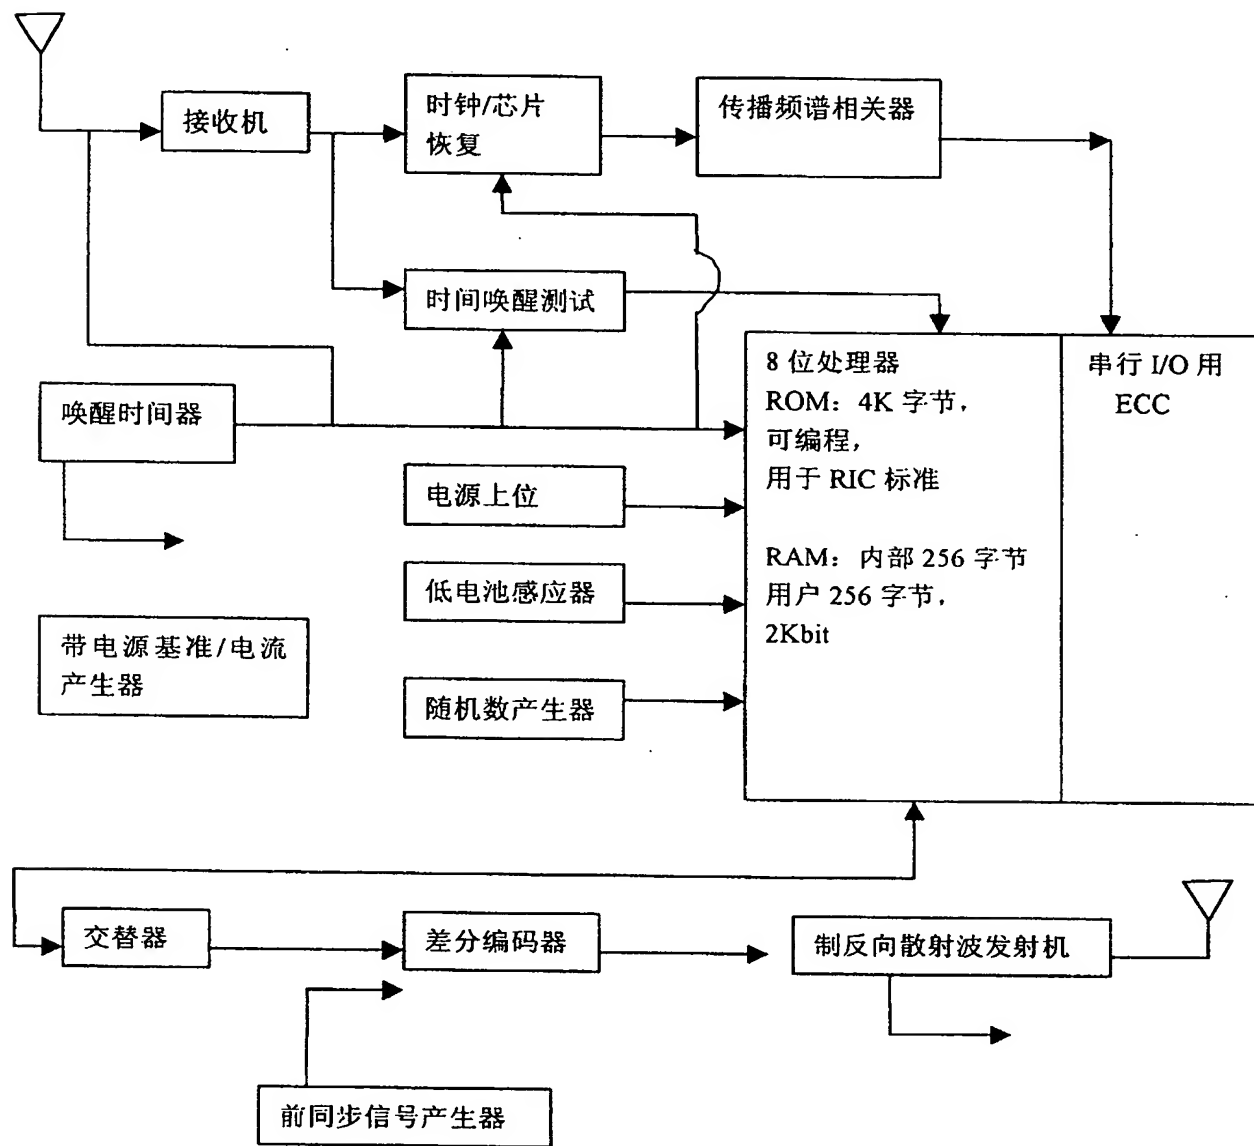 接收机
时钟/芯片
恢复
传播频谱相关器
时间唤醒测试
唤醒时间器
8 位处理器
ROM：4K 字节，
可编程，
用于 RIC 标准
RAM：内部 256 字节
用户 256 字节，
2Kbit
串行 I/O 用
ECC
电源上位
低电池感应器
带电源基准/电流
产生器
随机数产生器
交替器
差分编码器
制反向散射波发射机
前同步信号产生器